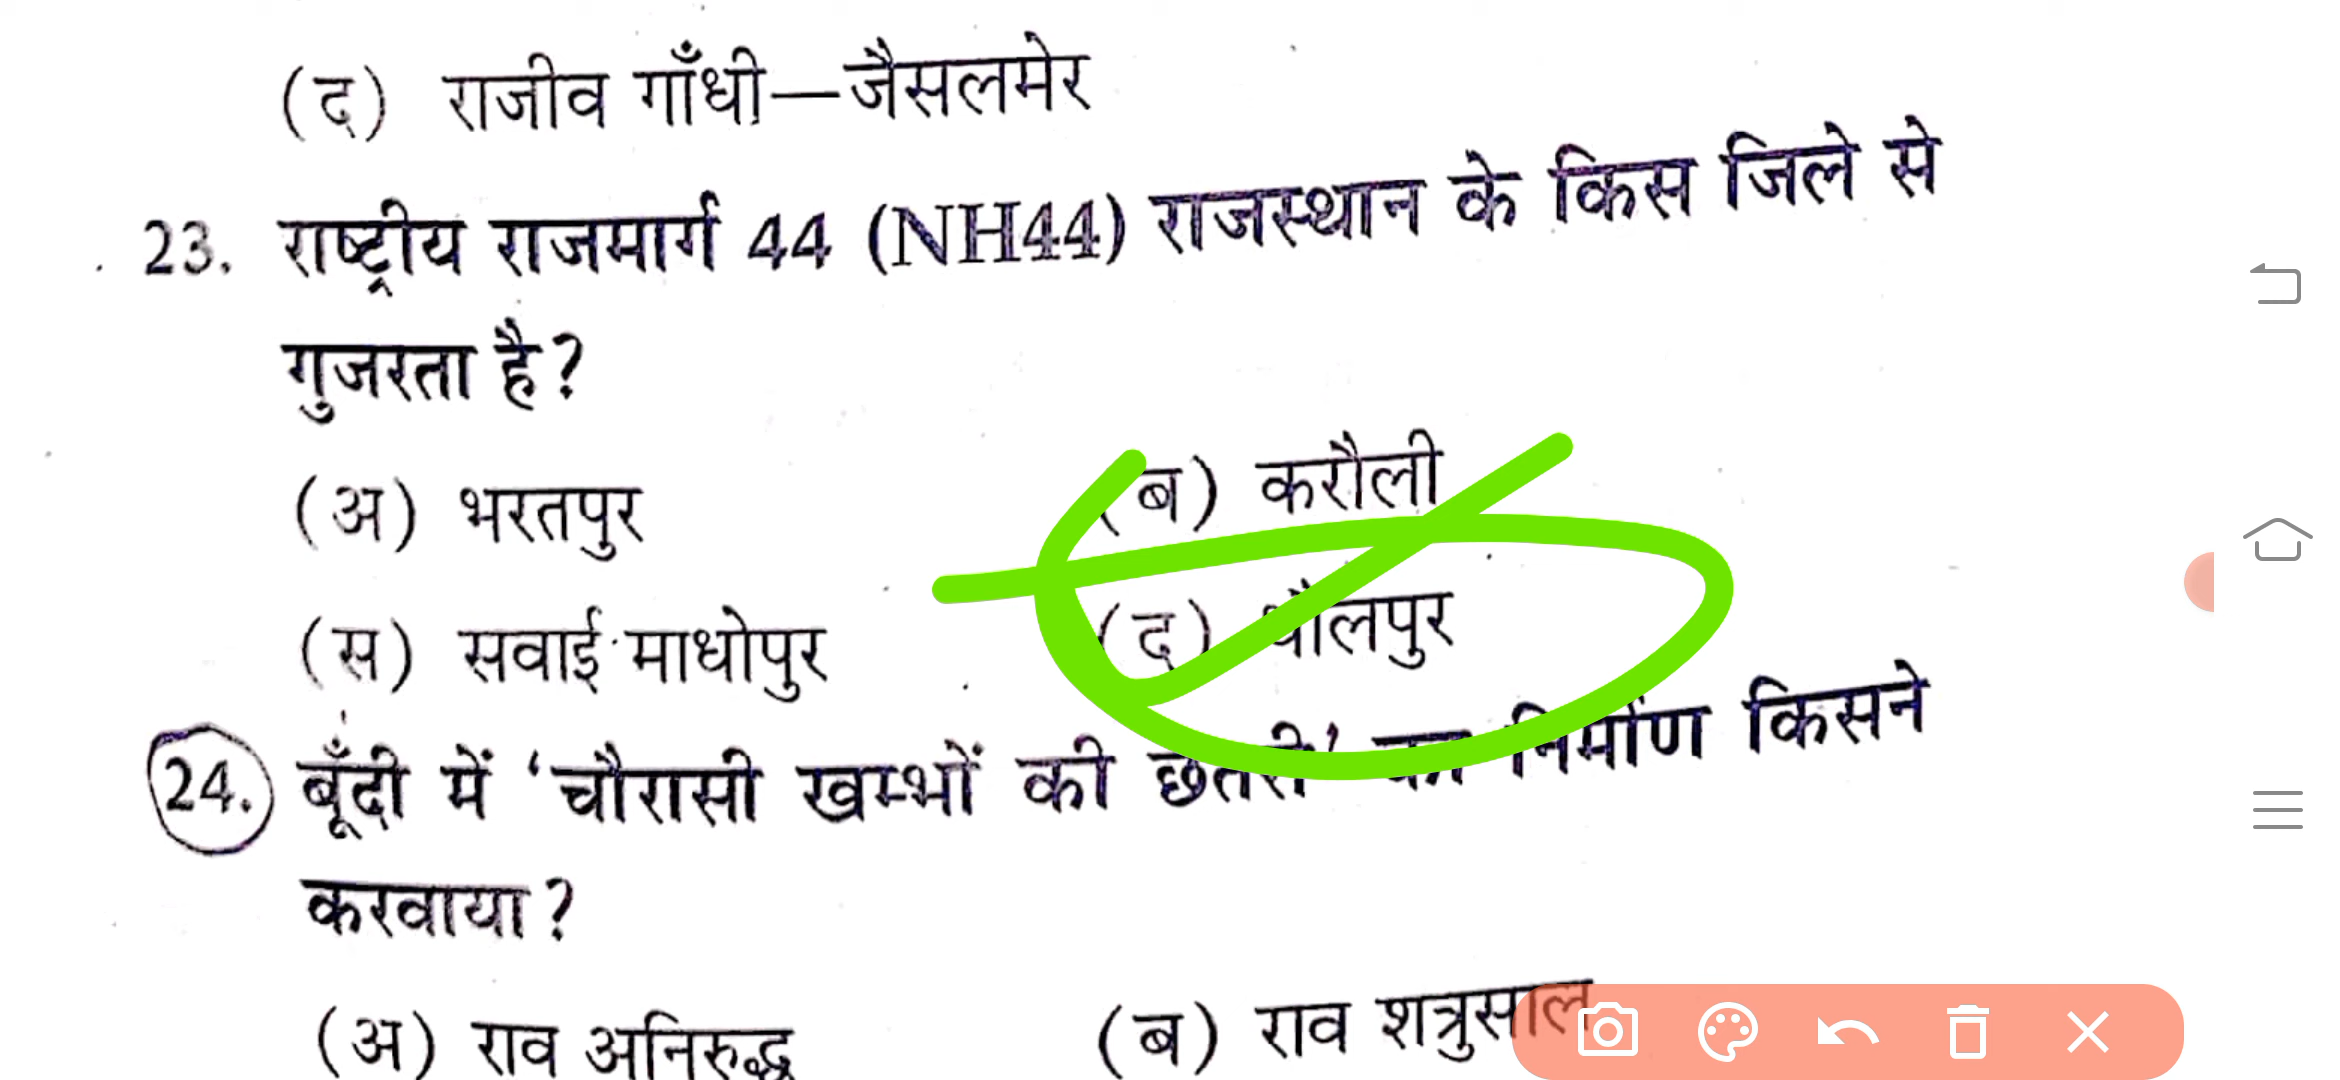 (द) राजीव गाँधी—जैसलमेर
23. राष्ट्रीय राजमार्ग 44 (NH44) राजस्थान के किस जिले से
गुजरता है?
(अ) भरतपुर (ब) करौली
(स) सवाई माधोपुर (द) धौलपुर
24. बूँदी में ‘चौरासी खम्भों की छतरी’ का निर्माण किसने
करवाया?
(अ) राव अनिरुद्ध (ब) राव शत्रुसाल